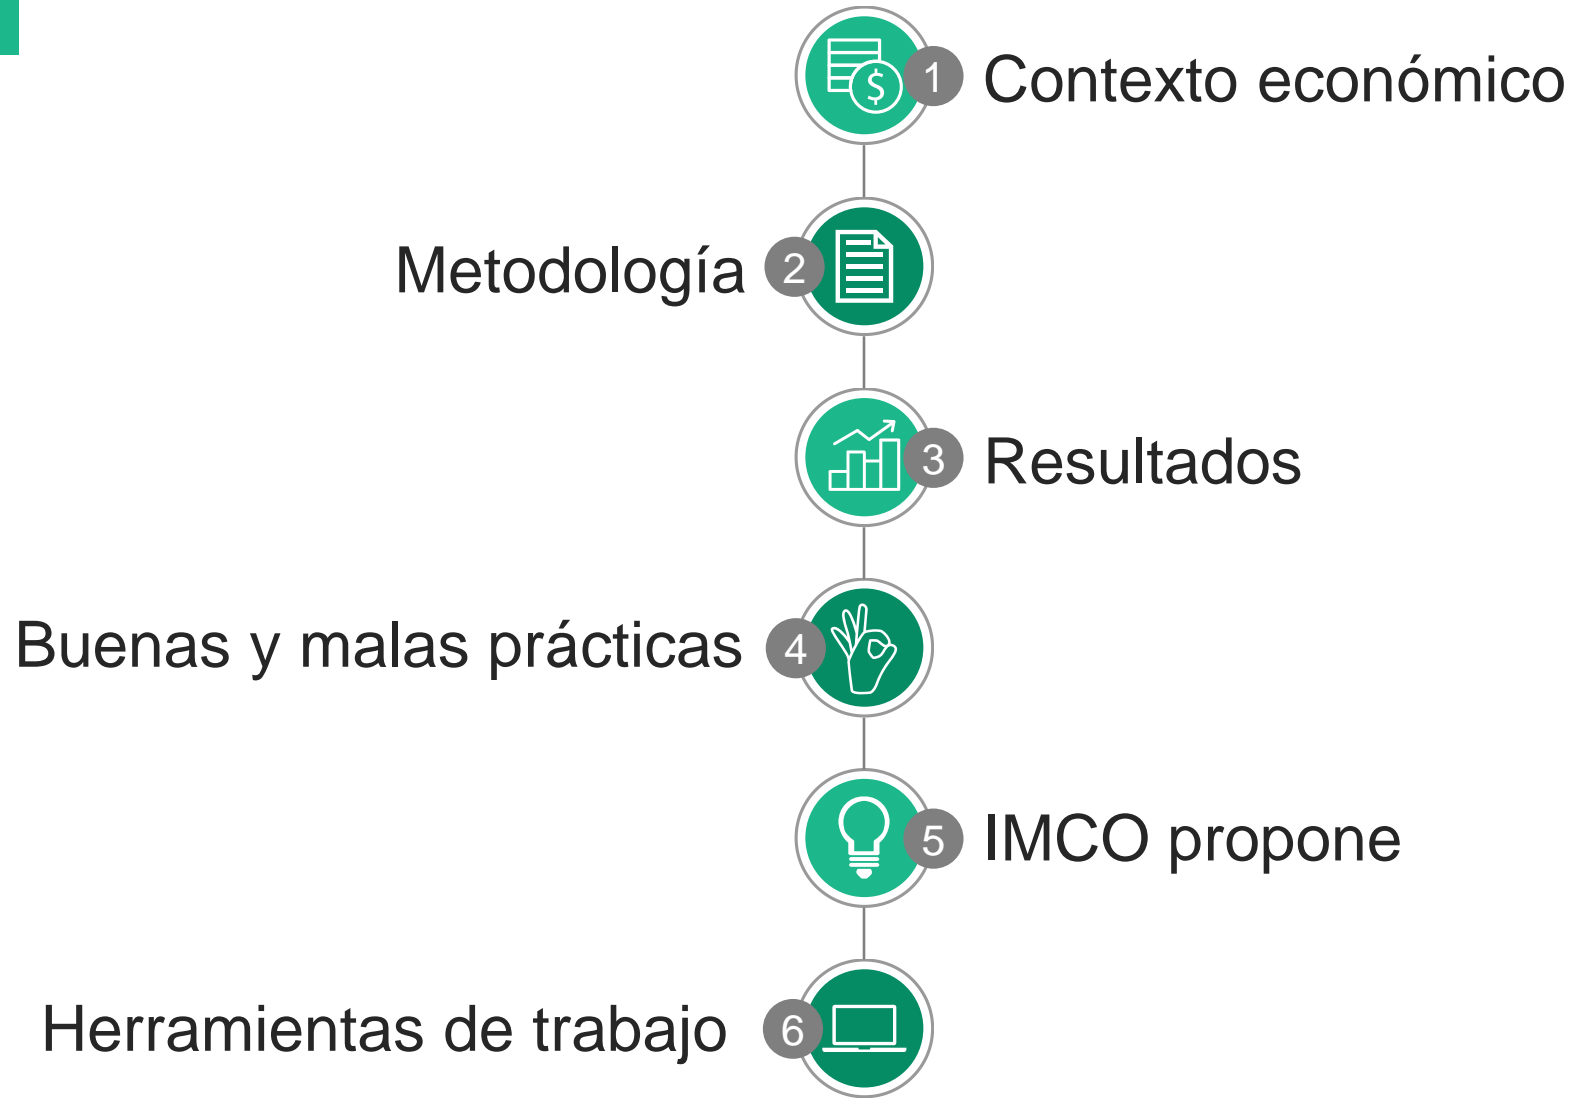 1 Contexto económico
Metodología 2
3 Resultados
Buenas y malas prácticas 4
5 IMCO propone
Herramientas de trabajo 6